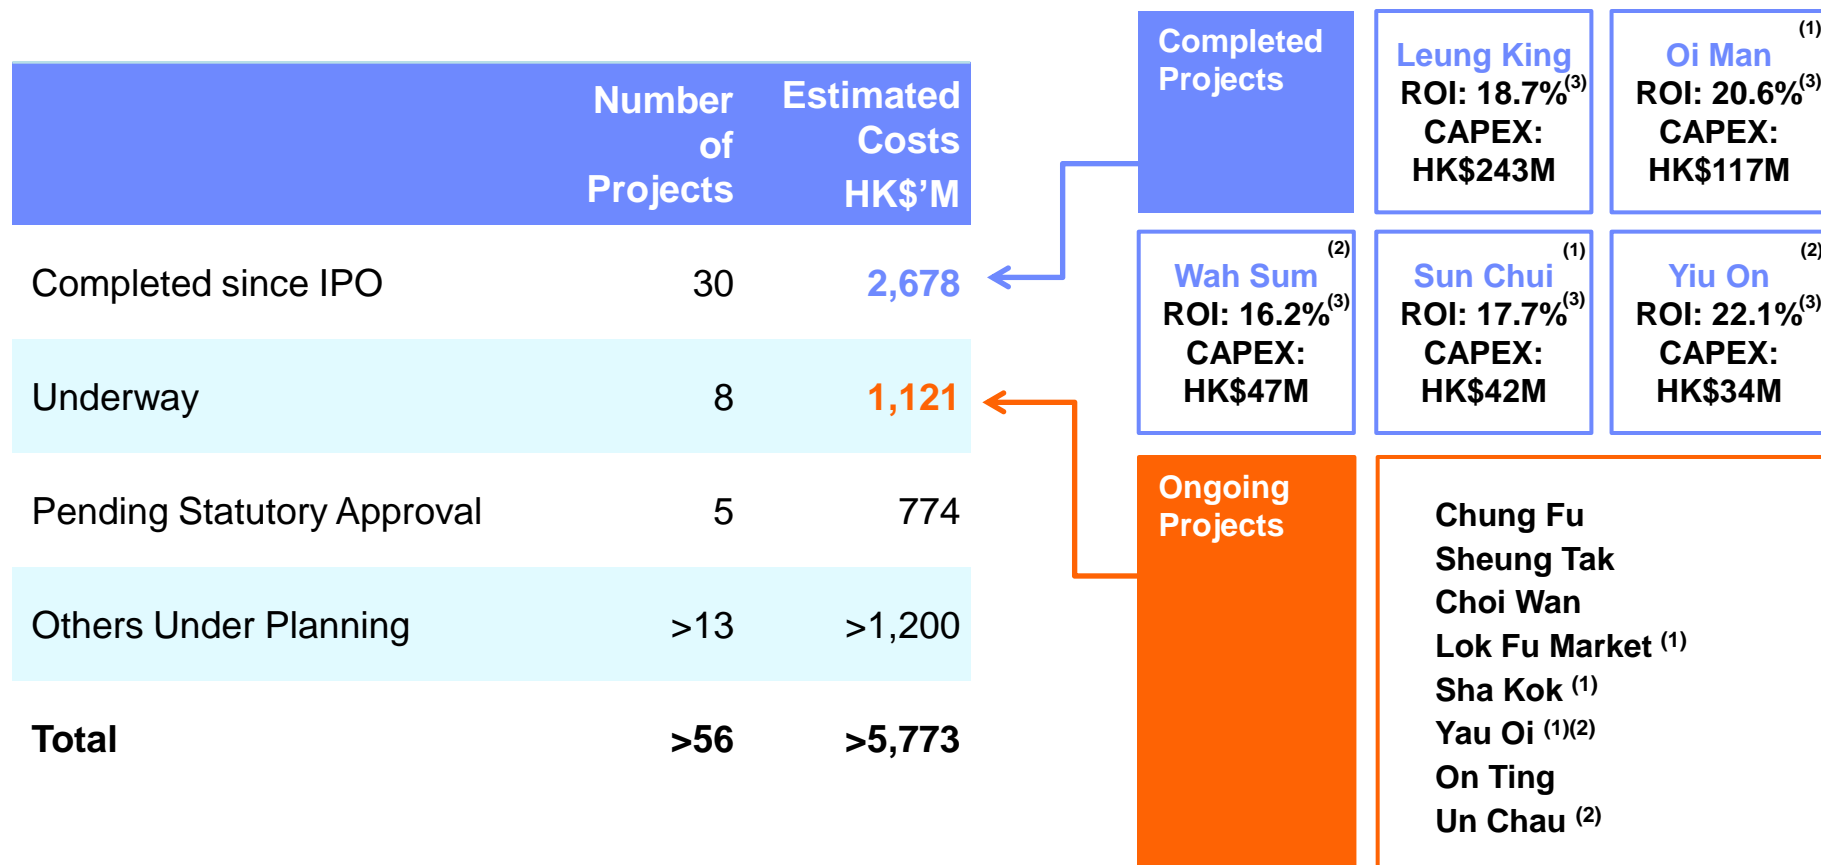 Number
of
Projects
Estimated
Costs
HK$’M
Completed since IPO 30 2,678
Underway 8 1,121
Pending Statutory Approval 5 774
Others Under Planning >13 >1,200
Total >56 >5,773
Completed
Projects
Leung King
ROI: 18.7%(3)
CAPEX:
HK$243M
(1)
Oi Man
ROI: 20.6%(3)
CAPEX:
HK$117M
(2)
Wah Sum
ROI: 16.2%(3)
CAPEX:
HK$47M
(1)
Sun Chui
ROI: 17.7%(3)
CAPEX:
HK$42M
(2)
Yiu On
ROI: 22.1%(3)
CAPEX:
HK$34M
Ongoing
Projects
Chung Fu
Sheung Tak
Choi Wan
Lok Fu Market (1)
Sha Kok (1)
Yau Oi (1)(2)
On Ting
Un Chau (2)